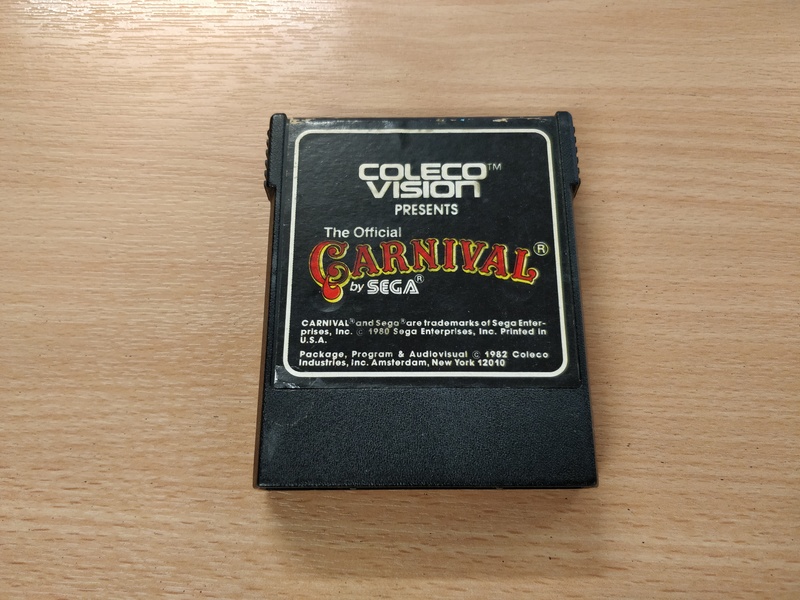 COLECO™
VISION
PRESENTS
The Official
CARNIVAL®
by SEGA®
CARNIVAL® and Sega® are trademarks of Sega Enter-
prises, Inc. © 1980 Sega Enterprises, Inc. Printed in
U.S.A.
Package, Program & Audiovisual © 1982 Coleco
Industries, Inc. Amsterdam, New York 12010